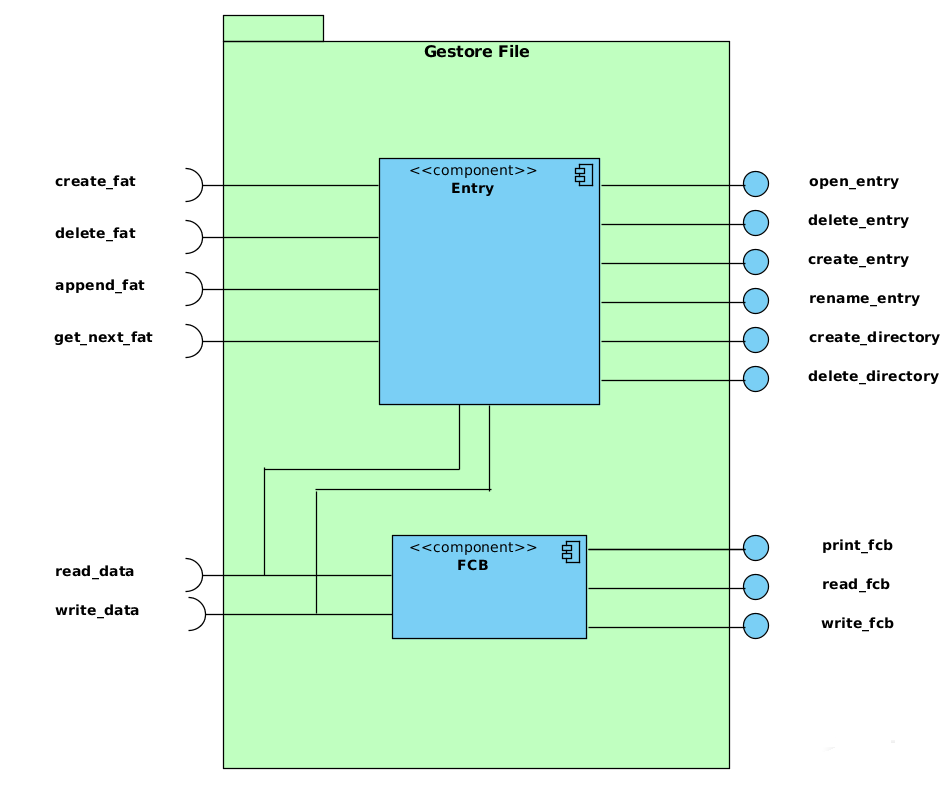 Gestore File
<<component>>
Entry
create_fat
delete_fat
append_fat
get_next_fat
open_entry
delete_entry
create_entry
rename_entry
create_directory
delete_directory
<<component>>
FCB
read_data
write_data
print_fcb
read_fcb
write_fcb